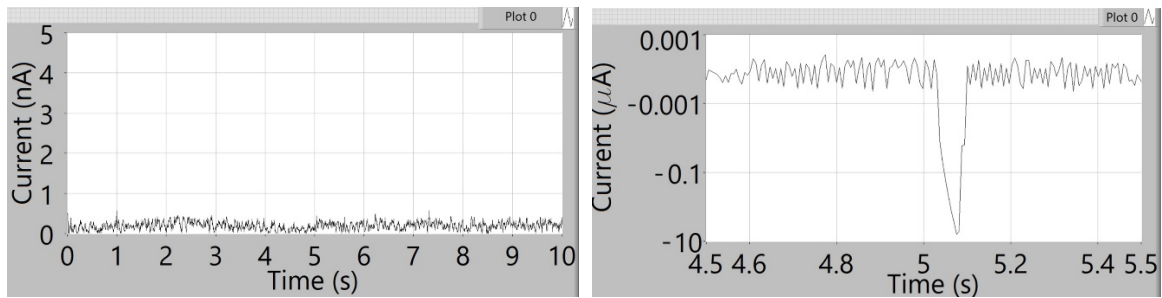 Plot 0
Current (nA)
5
4
3
2
1
0
0 1 2 3 4 5 6 7 8 9 10
Time (s)
Plot 0
Current (μA)
0.001
-0.001
-0.1
-10
4.5 4.6 4.8 5 5.2 5.4 5.5
Time (s)